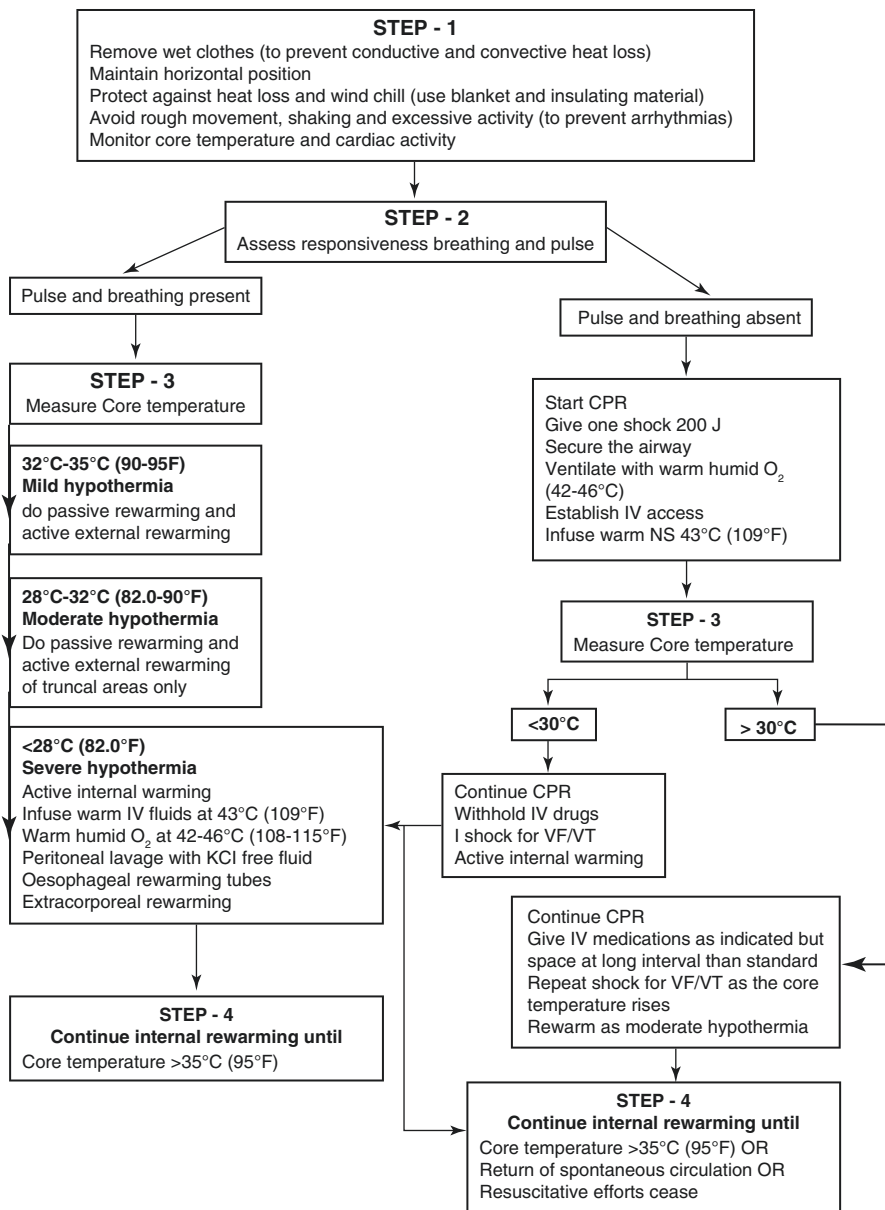 STEP - 1
Remove wet clothes (to prevent conductive and convective heat loss)
Maintain horizontal position
Protect against heat loss and wind chill (use blanket and insulating material)
Avoid rough movement, shaking and excessive activity (to prevent arrhythmias)
Monitor core temperature and cardiac activity
STEP - 2
Assess responsiveness breathing and pulse
Pulse and breathing present
STEP - 3
Measure Core temperature
32°C-35°C (90-95F)
Mild hypothermia
do passive rewarming and
active external rewarming
28°C-32°C (82.0-90°F)
Moderate hypothermia
Do passive rewarming and
active external rewarming
of truncal areas only
<28°C (82.0°F)
Severe hypothermia
Active internal warming
Infuse warm IV fluids at 43°C (109°F)
Warm humid O₂ at 42-46°C (108-115°F)
Peritoneal lavage with KCI free fluid
Oesophageal rewarming tubes
Extracorporeal rewarming
STEP - 4
Continue internal rewarming until
Core temperature >35°C (95°F)
Pulse and breathing absent
Start CPR
Give one shock 200 J
Secure the airway
Ventilate with warm humid O₂
(42-46°C)
Establish IV access
Infuse warm NS 43°C (109°F)
STEP - 3
Measure Core temperature
<30°C
> 30°C
Continue CPR
Withhold IV drugs
I shock for VF/VT
Active internal warming
Continue CPR
Give IV medications as indicated but
space at long interval than standard
Repeat shock for VF/VT as the core
temperature rises
Rewarm as moderate hypothermia
STEP - 4
Continue internal rewarming until
Core temperature >35°C (95°F) OR
Return of spontaneous circulation OR
Resuscitative efforts cease